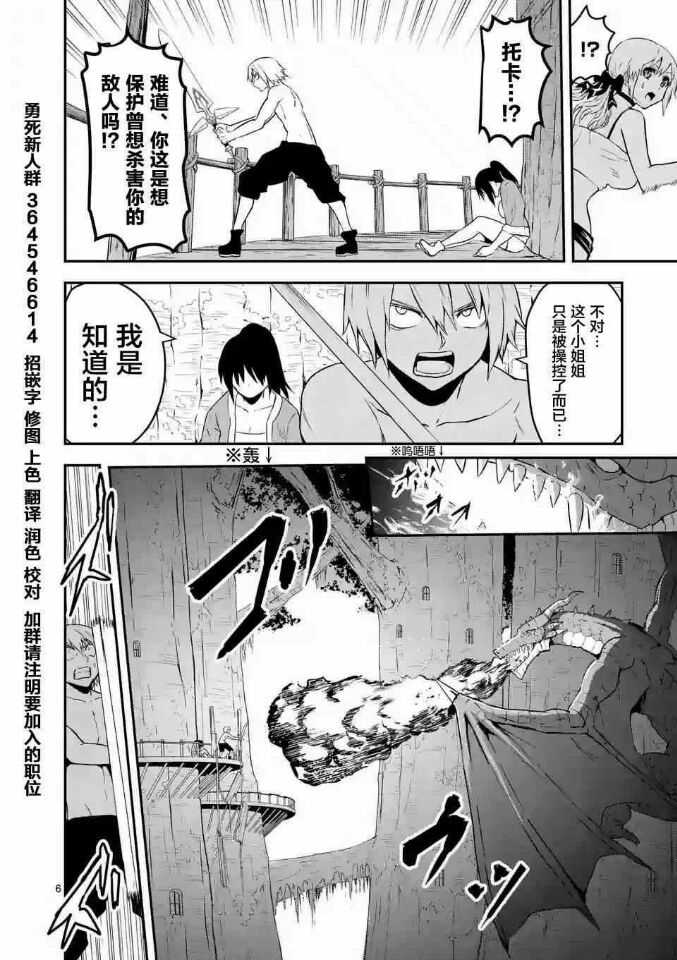 !?
托卡…!?
难道、你这是想
保护曾想杀害你的
敌人吗!?
不对…
这个小姐姐
只是被操控了而已…
我是
知道的…
※呜唔唔↓
※轰↓
ゴオッ
勇死新人群 364546614 招嵌字 修图 上色 翻译 润色 校对 加群请注明要加入的职位
6